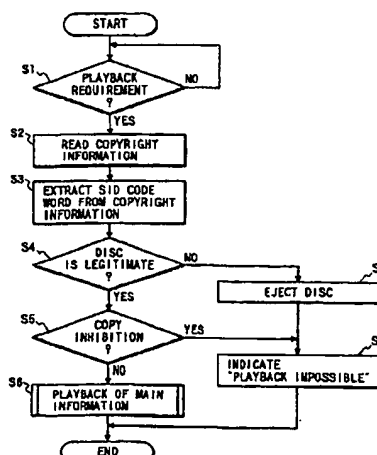 START
S1
PLAYBACK
REQUIREMENT
?
NO
YES
S2
READ COPYRIGHT
INFORMATION
S3
EXTRACT SID CODE
WORD FROM COPYRIGHT
INFORMATION
S4
DISC
IS LEGITIMATE
?
NO
YES
S
EJECT DISC
S5
COPY
INHIBITION
?
YES
NO
S
INDICATE
"PLAYBACK IMPOSSIBLE"
S6
PLAYBACK OF MAIN
INFORMATION
END